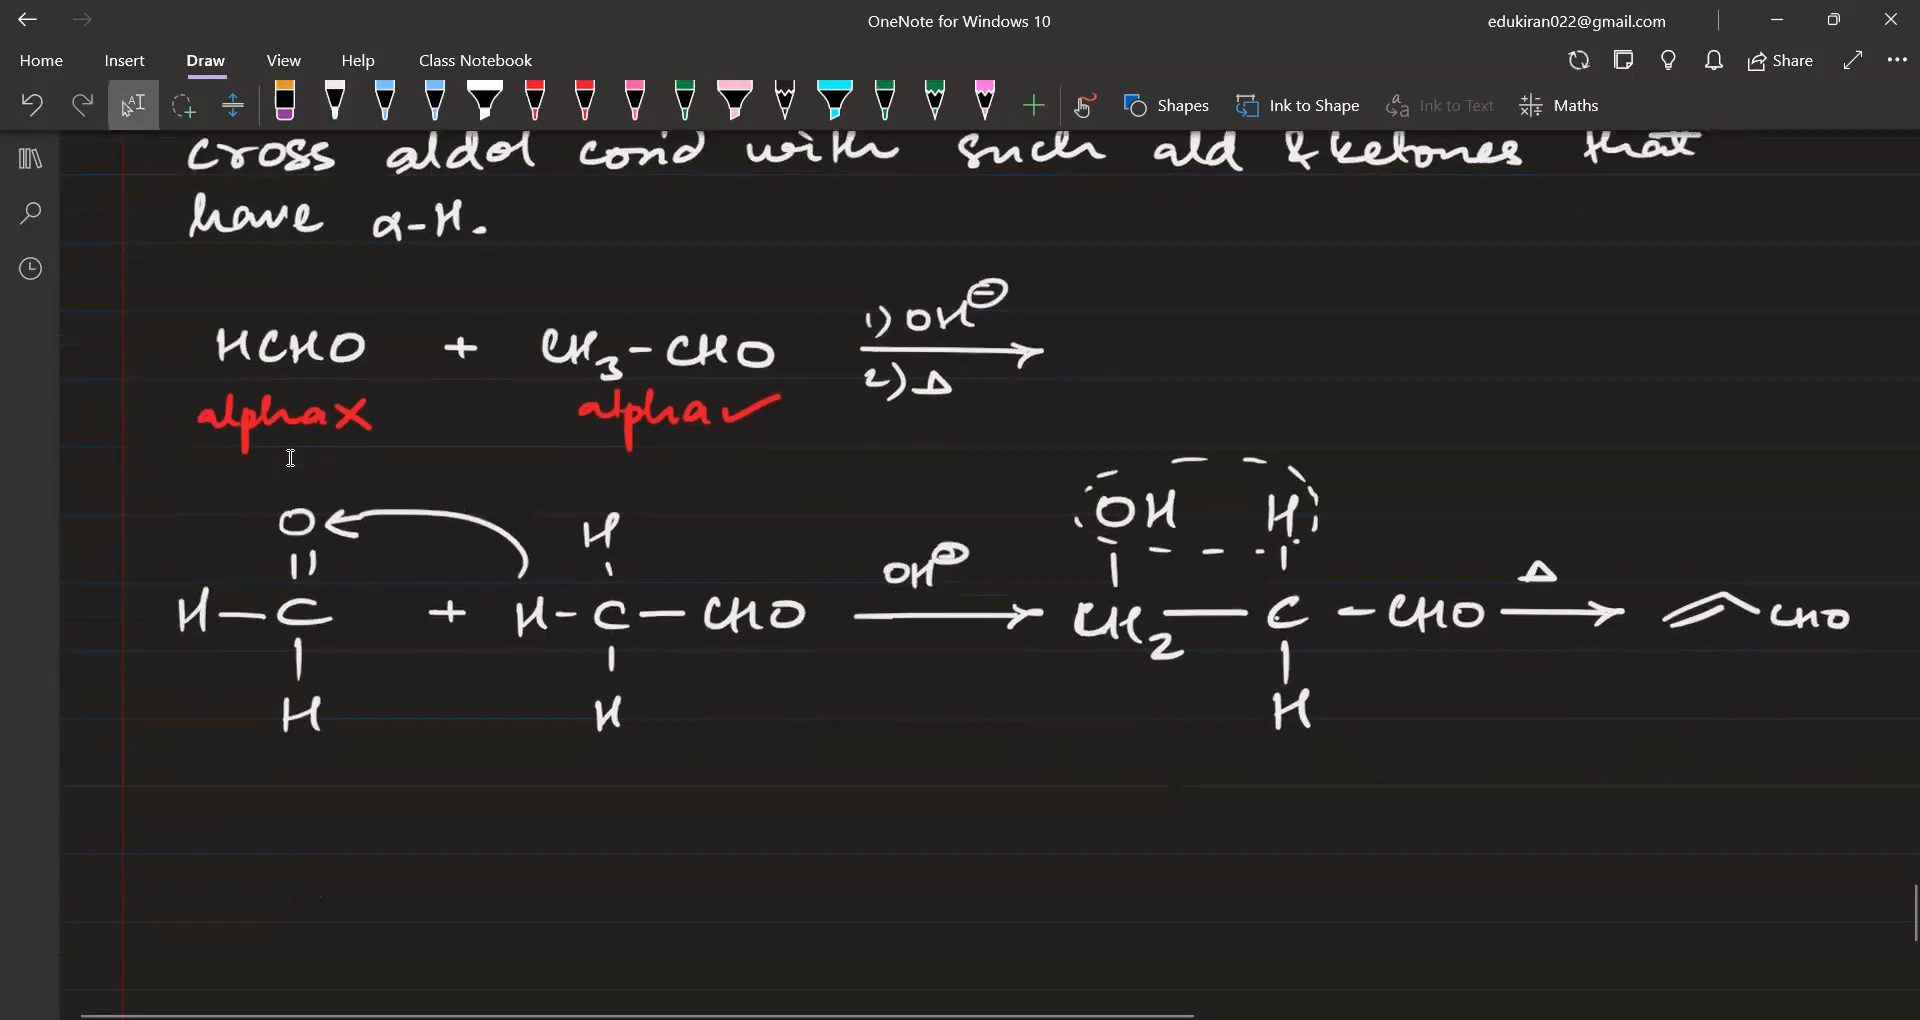 OneNote for Windows 10
edukiran022@gmail.com
Home Insert Draw View Help Class Notebook
Share
Shapes Ink to Shape Ink to Text Maths
cross aldol cond with such ald & ketones that
have α-H.
HCHO + CH3-CHO 1) OH⊖ 2) Δ →
alpha✗ alpha✓
O H OH H
H—C + H-C—CHO OH⊖ → CH2—C-CHO Δ → CHO
H H H